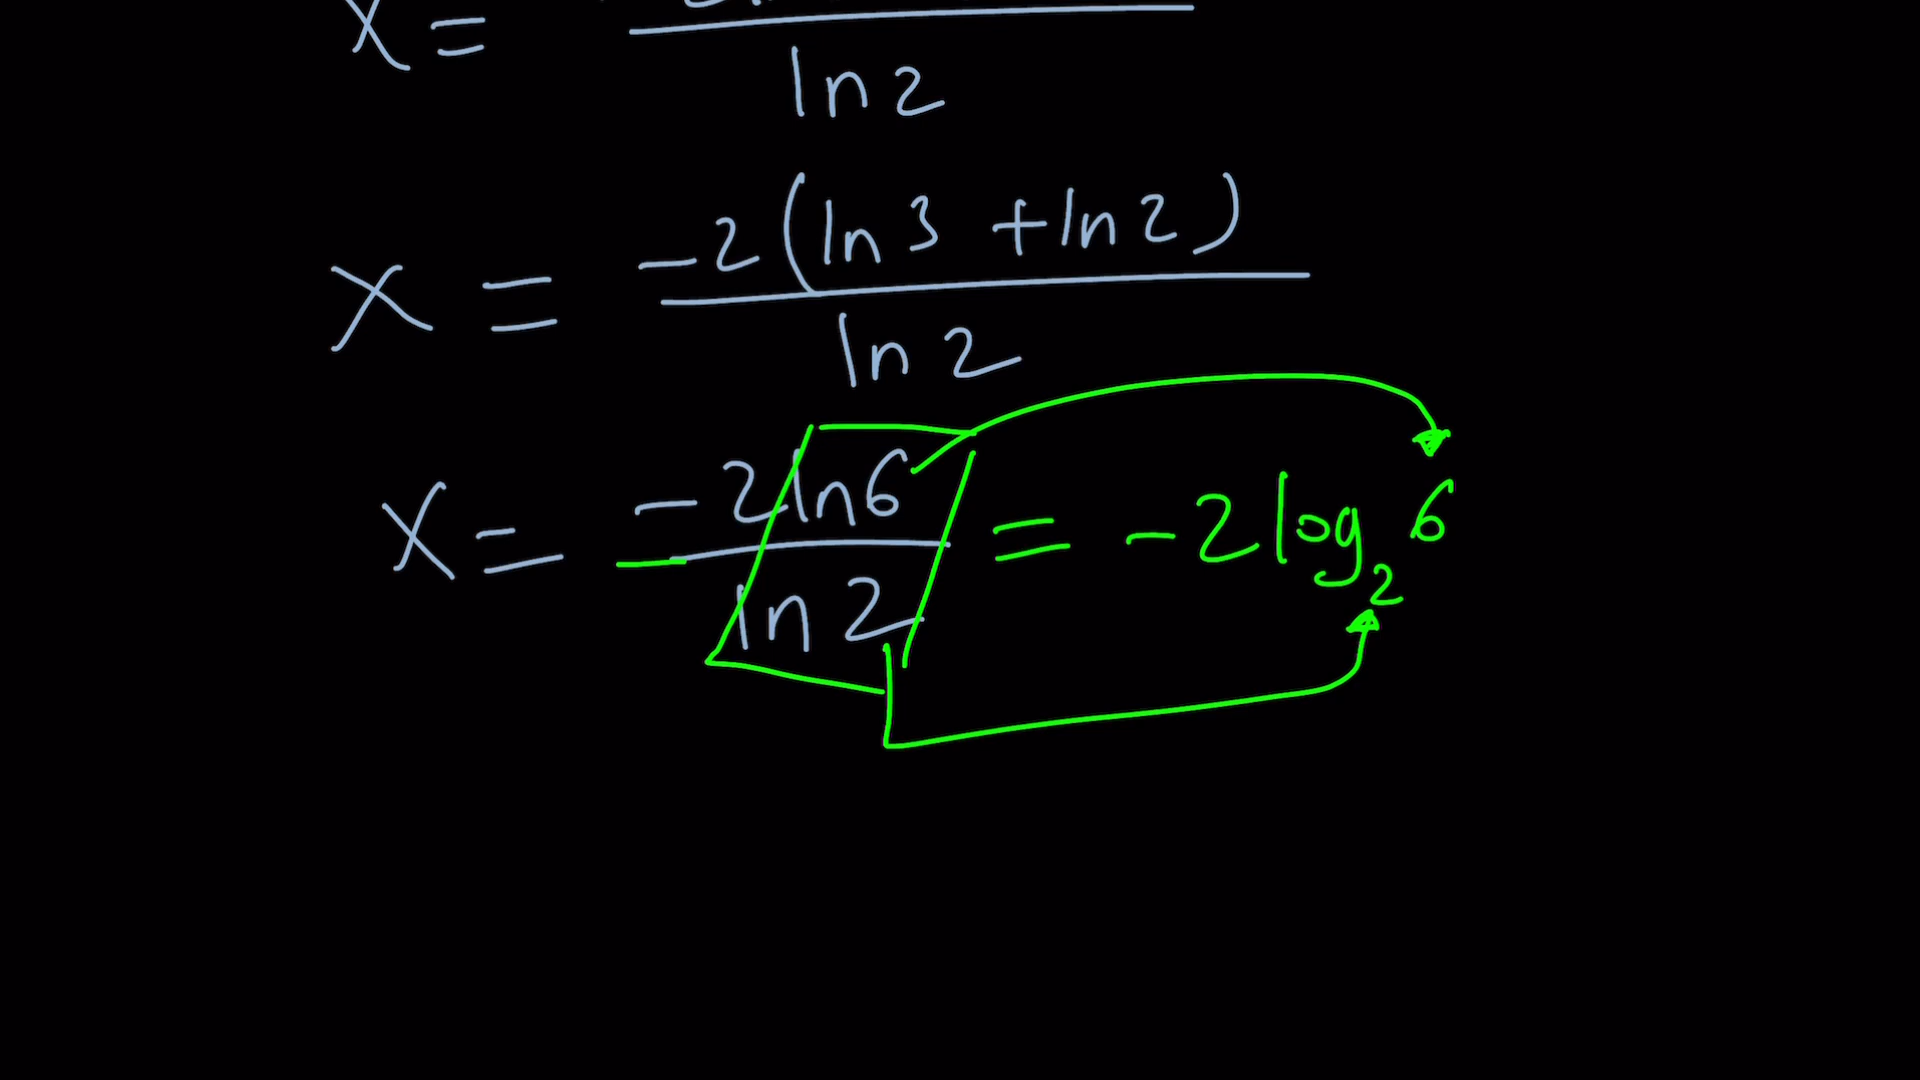 x =
ln 2
x = -2 (ln 3 + ln 2)
ln 2
x = -2 ln 6 = -2 log₂ 6
ln 2